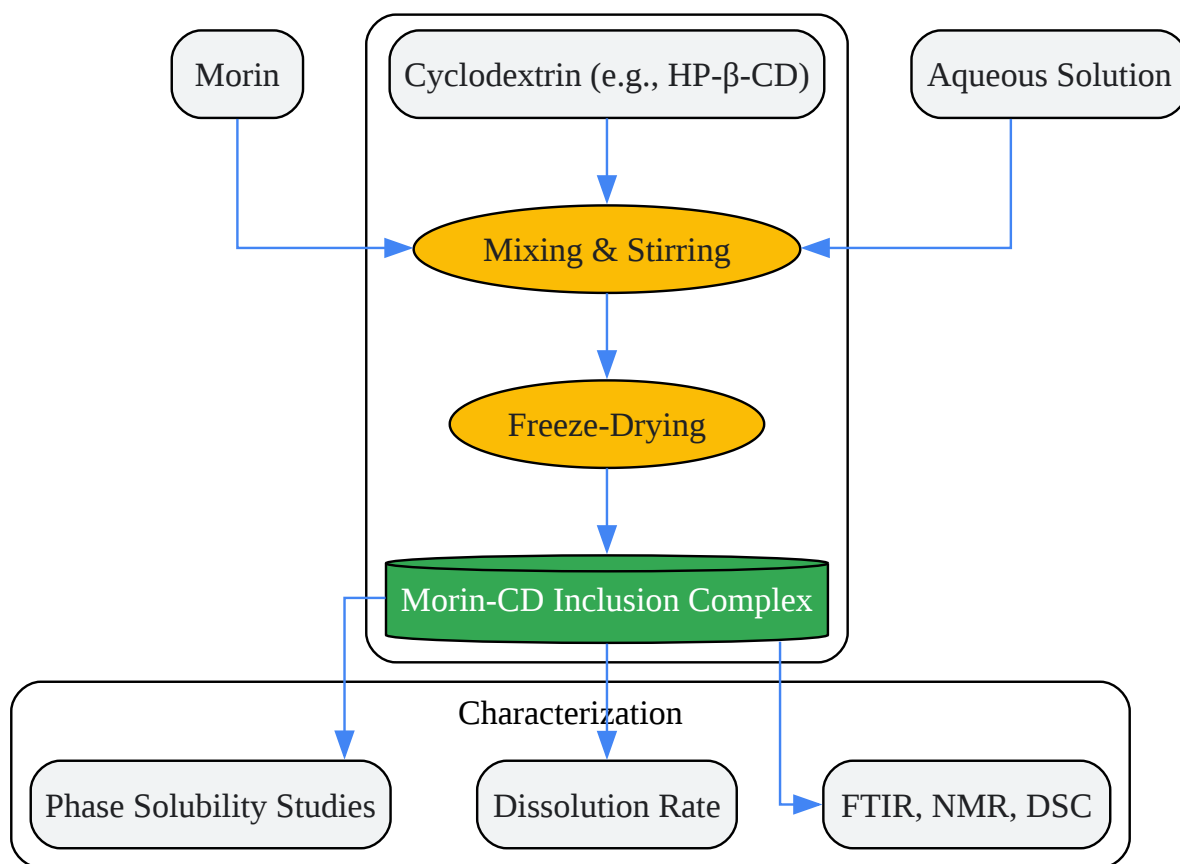 Morin
Cyclodextrin (e.g., HP-β-CD)
Aqueous Solution
Mixing & Stirring
Freeze-Drying
Morin-CD Inclusion Complex
Characterization
Phase Solubility Studies
Dissolution Rate
FTIR, NMR, DSC